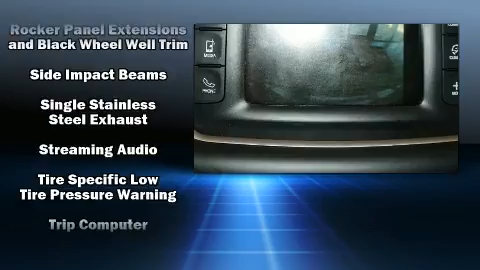 Rocker Panel Extensions
and Black Wheel Well Trim
Side Impact Beams
Single Stainless
Steel Exhaust
Streaming Audio
Tire Specific Low
Tire Pressure Warning
Trip Computer
MEDIA
PHONE